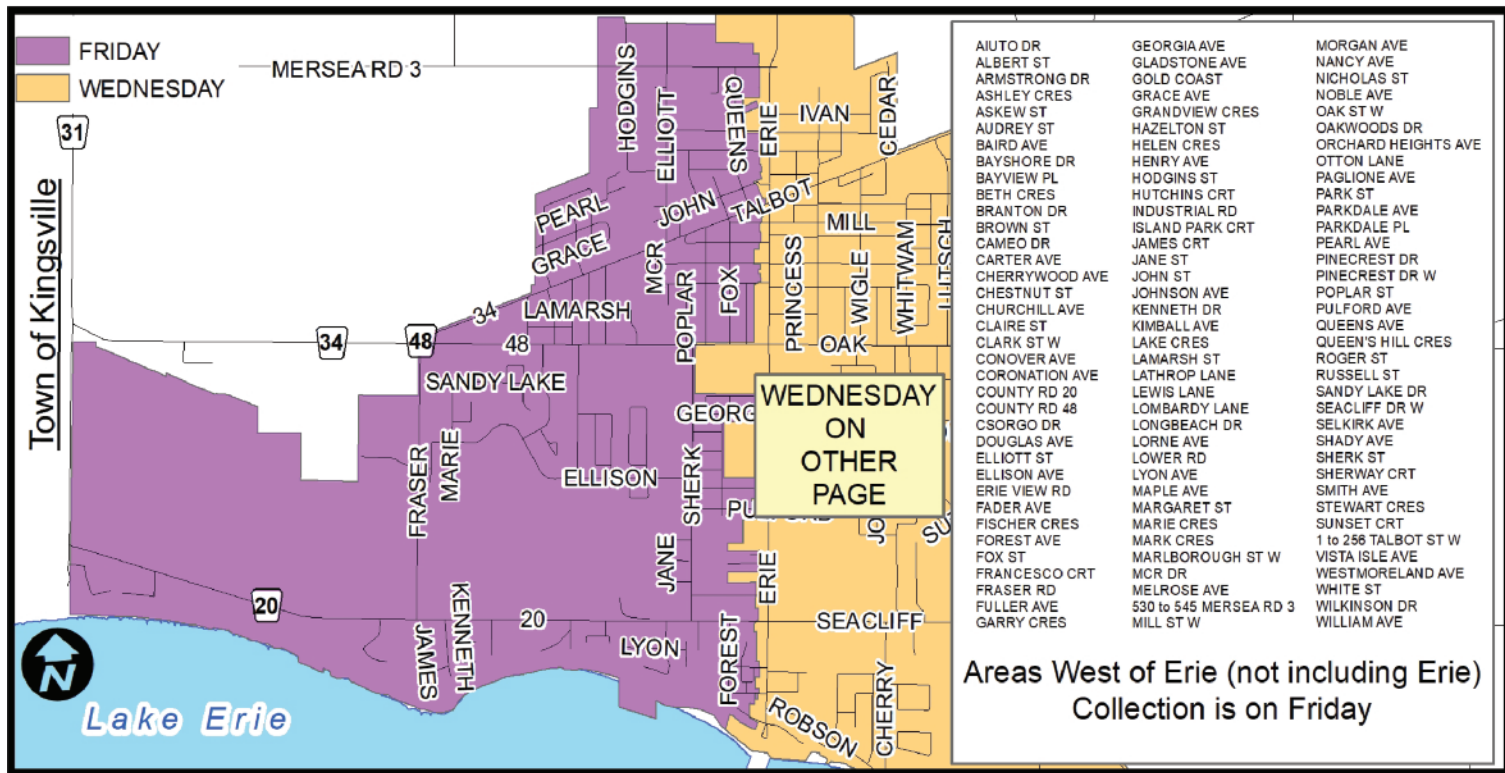 FRIDAY
WEDNESDAY
MERSEA RD 3
31
Town of Kingsville
HODGINS
ELLIOTT
QUEENS
ERIE
IVAN
CEDAR
PEARL
JOHN
TALBOT
GRACE
MILL
MCR
POPLAR
FOX
PRINCESS
WIGLE
WHITWAM
LUTSCH
34
LAMARSH
34
48
48
OAK
SANDY LAKE
GEORG
WEDNESDAY
ON
OTHER
PAGE
FRASER
MARIE
ELLISON
SHERK
JO
SU
JANE
ERIE
20
KENNETH
JAMES
20
LYON
FOREST
SEACLIFF
ROBSON
CHERRY
N
Lake Erie
AIUTO DR
ALBERT ST
ARMSTRONG DR
ASHLEY CRES
ASKEW ST
AUDREY ST
BAIRD AVE
BAYSHORE DR
BAYVIEW PL
BETH CRES
BRANTON DR
BROWN ST
CAMEO DR
CARTER AVE
CHERRYWOOD AVE
CHESTNUT ST
CHURCHILL AVE
CLAIRE ST
CLARK ST W
CONOVER AVE
CORONATION AVE
COUNTY RD 20
COUNTY RD 48
CSORGO DR
DOUGLAS AVE
ELLIOTT ST
ELLISON AVE
ERIE VIEW RD
FADER AVE
FISCHER CRES
FOREST AVE
FOX ST
FRANCESCO CRT
FRASER RD
FULLER AVE
GARRY CRES
GEORGIA AVE
GLADSTONE AVE
GOLD COAST
GRACE AVE
GRANDVIEW CRES
HAZELTON ST
HELEN CRES
HENRY AVE
HODGINS ST
HUTCHINS CRT
INDUSTRIAL RD
ISLAND PARK CRT
JAMES CRT
JANE ST
JOHN ST
JOHNSON AVE
KENNETH DR
KIMBALL AVE
LAKE CRES
LAMARSH ST
LATHROP LANE
LEWIS LANE
LOMBARDY LANE
LONGBEACH DR
LORNE AVE
LOWER RD
LYON AVE
MAPLE AVE
MARGARET ST
MARIE CRES
MARK CRES
MARLBOROUGH ST W
MCR DR
MELROSE AVE
530 to 545 MERSEA RD 3
MILL ST W
MORGAN AVE
NANCY AVE
NICHOLAS ST
NOBLE AVE
OAK ST W
OAKWOODS DR
ORCHARD HEIGHTS AVE
OTTON LANE
PAGLIONE AVE
PARK ST
PARKDALE AVE
PARKDALE PL
PEARL AVE
PINECREST DR
PINECREST DR W
POPLAR ST
PULFORD AVE
QUEENS AVE
QUEEN'S HILL CRES
ROGER ST
RUSSELL ST
SANDY LAKE DR
SEACLIFF DR W
SELKIRK AVE
SHADY AVE
SHERK ST
SHERWAY CRT
SMITH AVE
STEWART CRES
SUNSET CRT
1 to 256 TALBOT ST W
VISTA ISLE AVE
WESTMORELAND AVE
WHITE ST
WILKINSON DR
WILLIAM AVE
Areas West of Erie (not including Erie)
Collection is on Friday